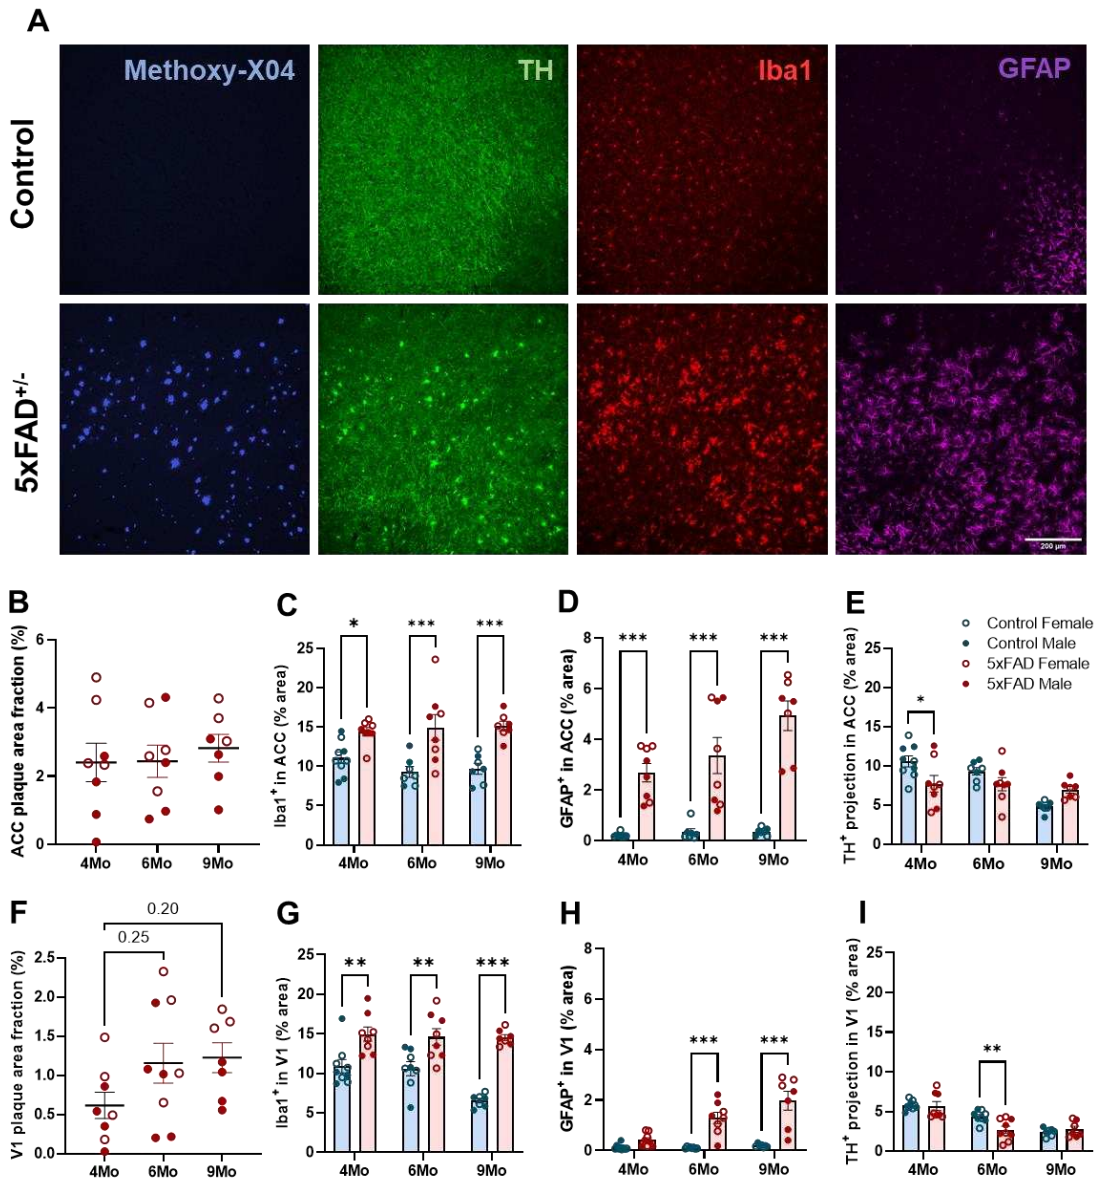 A
Methoxy-X04
TH
Iba1
GFAP
Control
5xFAD+/-
200 µm
B
ACC plaque area fraction (%)
6
4
2
0
4Mo
6Mo
9Mo
C
Iba1+ in ACC (% area)
25
20
15
10
5
0
*
***
***
4Mo
6Mo
9Mo
D
GFAP+ in ACC (% area)
8
6
4
2
0
***
***
***
4Mo
6Mo
9Mo
E
Control Female
Control Male
5xFAD Female
5xFAD Male
TH+ projection in ACC (% area)
25
20
15
10
5
0
*
4Mo
6Mo
9Mo
F
V1 plaque area fraction (%)
2.5
2.0
1.5
1.0
0.5
0.0
0.20
0.25
4Mo
6Mo
9Mo
G
Iba1+ in V1 (% area)
25
20
15
10
5
0
**
**
***
4Mo
6Mo
9Mo
H
GFAP+ in V1 (% area)
8
6
4
2
0
***
***
4Mo
6Mo
9Mo
I
TH+ projection in V1 (% area)
25
20
15
10
5
0
**
4Mo
6Mo
9Mo